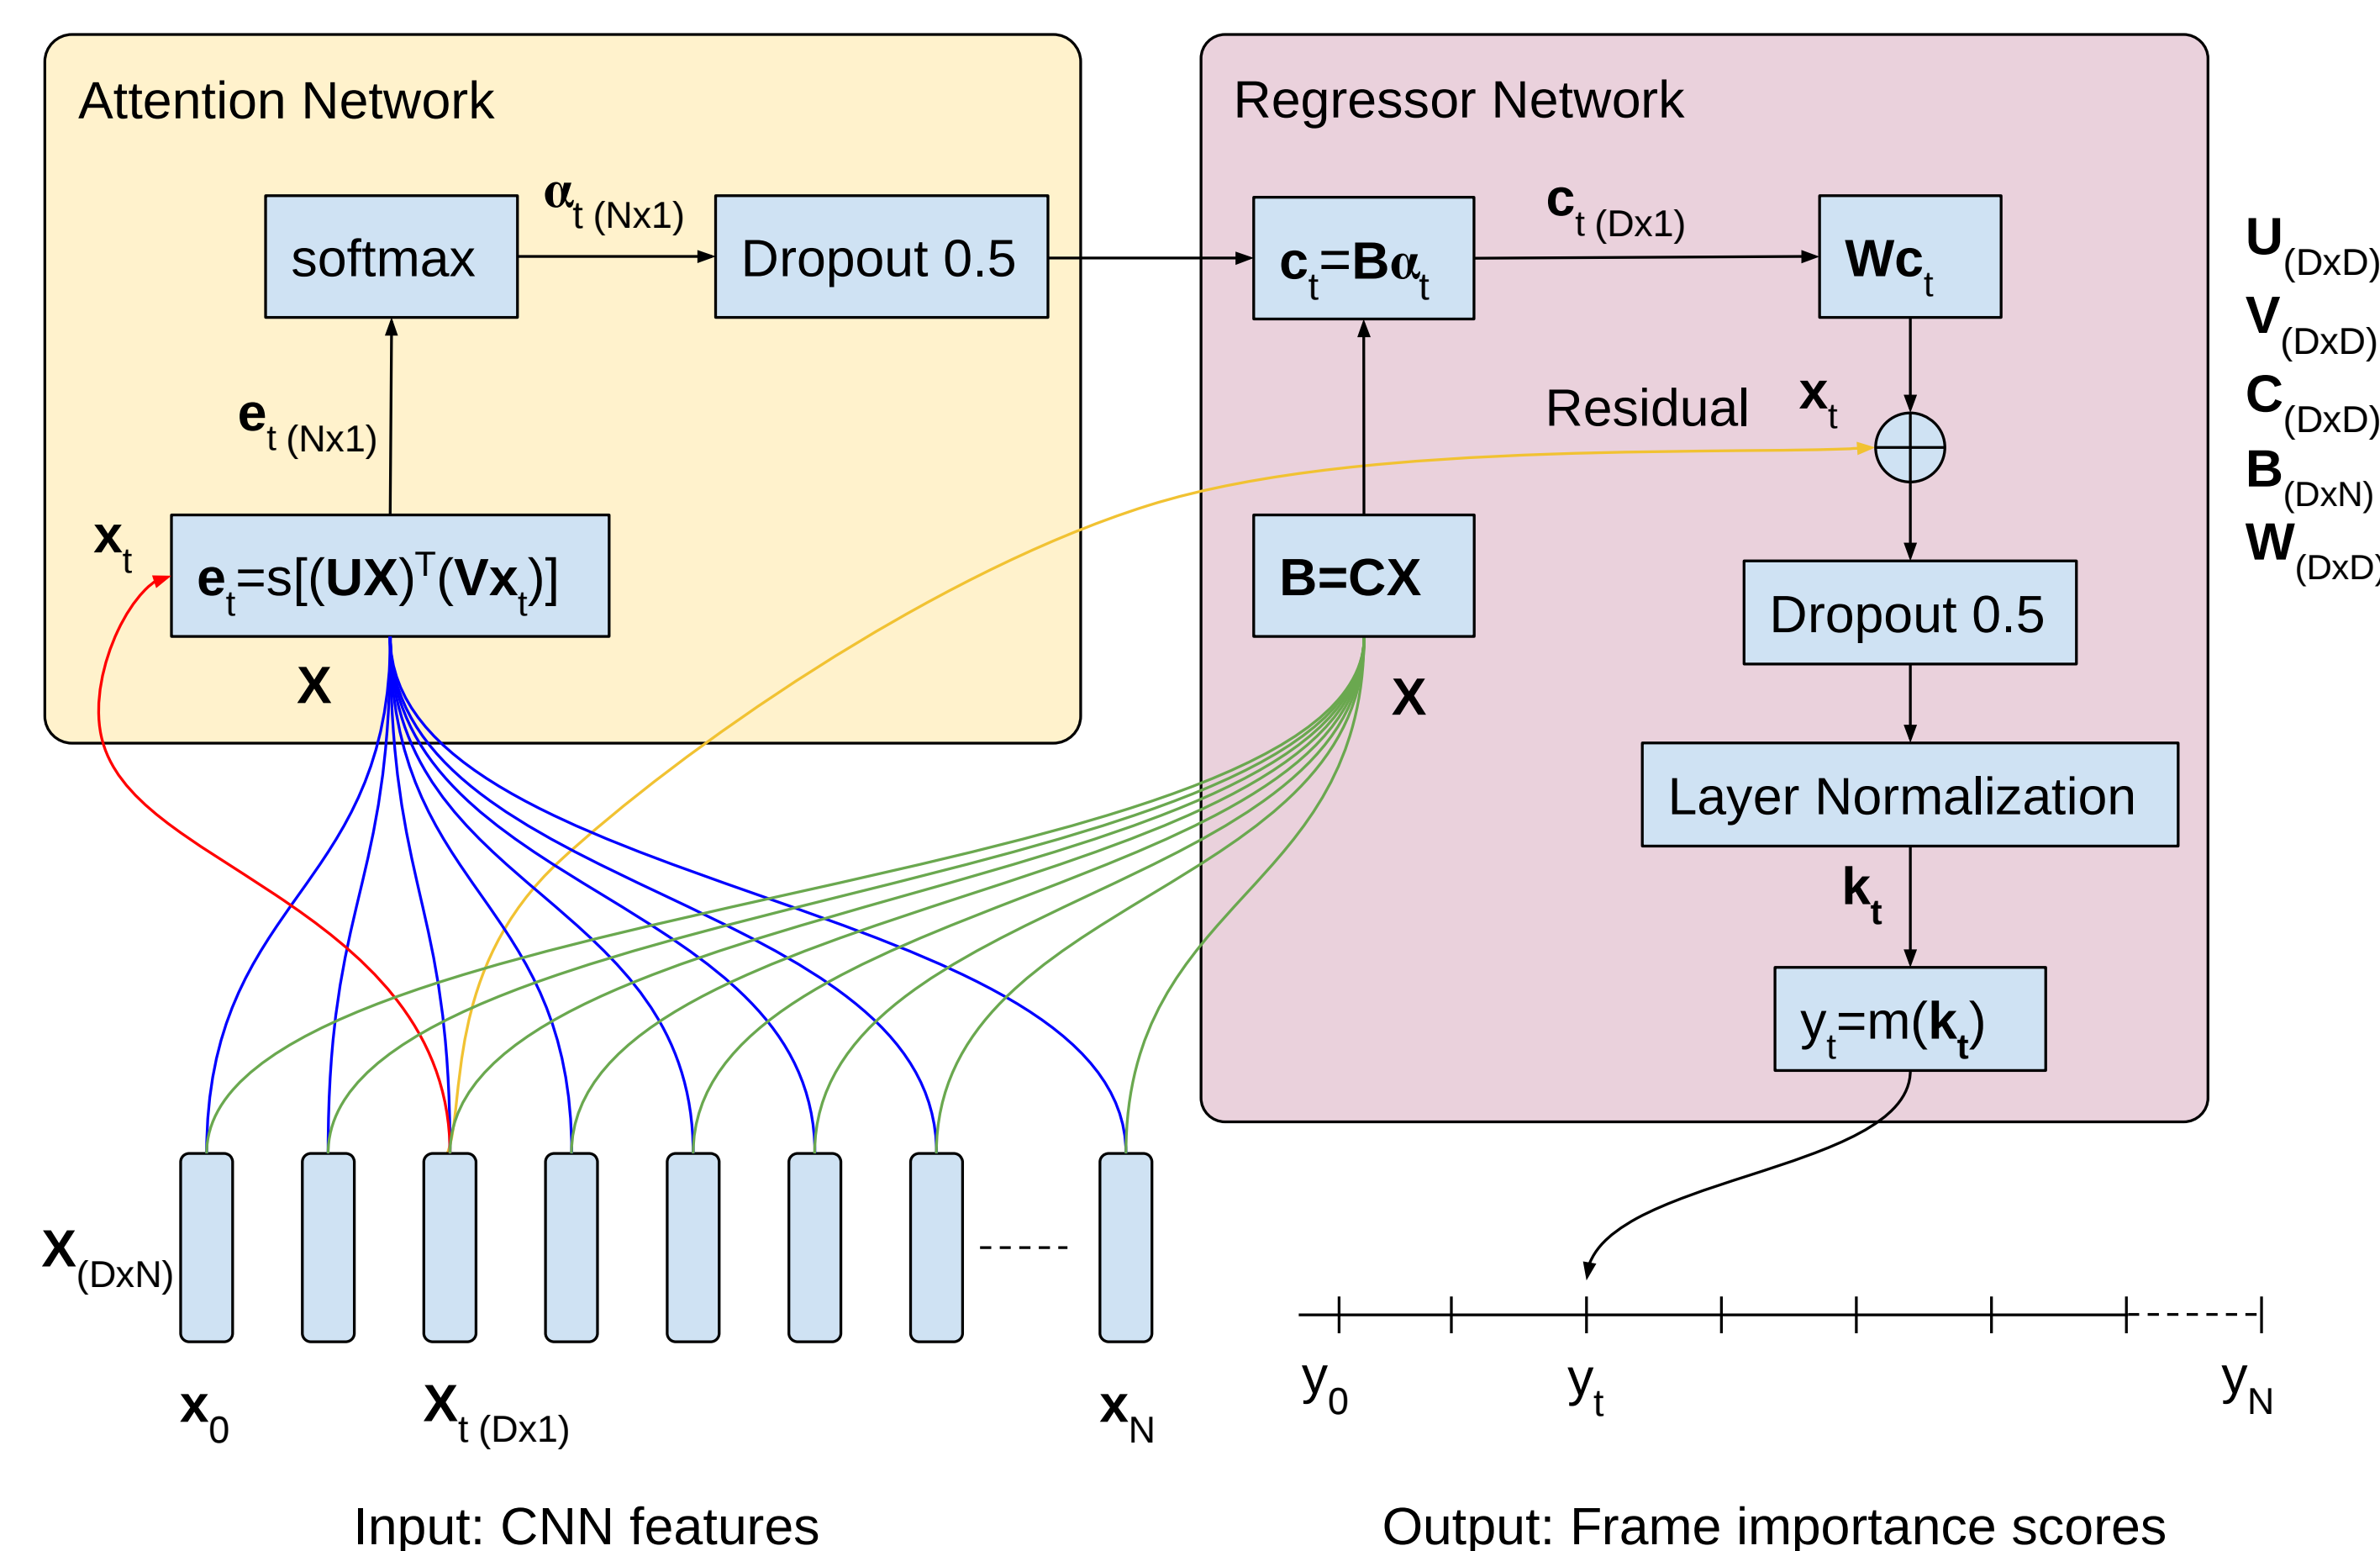 Attention Network
Regressor Network
softmax
αt (Nx1)
Dropout 0.5
ct=Bαt
ct (Dx1)
Wct
U(DxD)
V(DxD)
C(DxD)
B(DxN)
W(DxD)
et (Nx1)
Residual
xt
xt
et=s[(UX)T(Vxt)]
B=CX
Dropout 0.5
X
X
Layer Normalization
kt
yt=m(kt)
X(DxN)
x0
Xt (Dx1)
xN
y0
yt
yN
Input: CNN features
Output: Frame importance scores